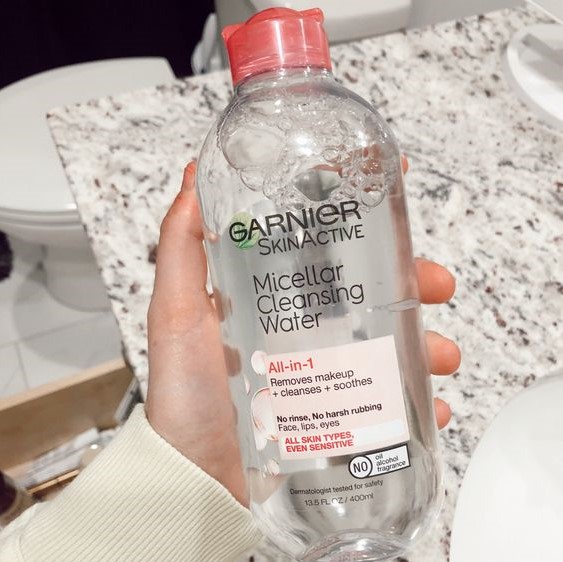 GARNIER
SKINACTIVE
Micellar
Cleansing
Water
All-in-1
Removes makeup
+ cleanses + soothes
No rinse, No harsh rubbing
Face, lips, eyes
ALL SKIN TYPES,
EVEN SENSITIVE
NO oil
alcohol
fragrance
Dermatologist tested for safety
13.5 FL OZ / 400ml